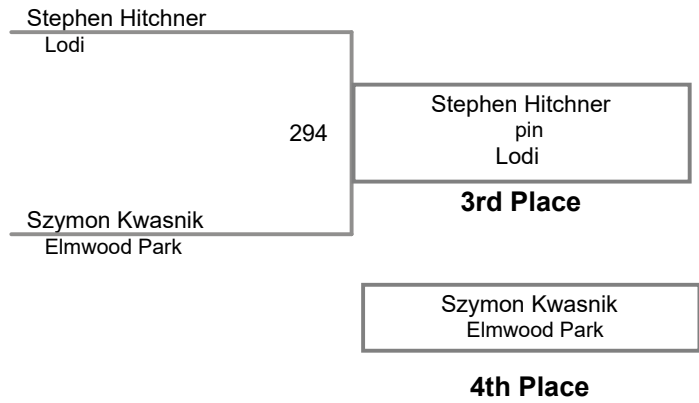 Stephen Hitchner
Lodi
294
Stephen Hitchner
pin
Lodi
3rd Place
Szymon Kwasnik
Elmwood Park
Szymon Kwasnik
Elmwood Park
4th Place